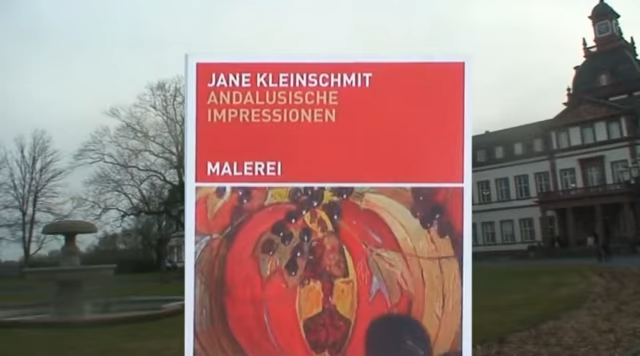 JANE KLEINSCHMIT
ANDALUSISCHE
IMPRESSIONEN
MALEREI